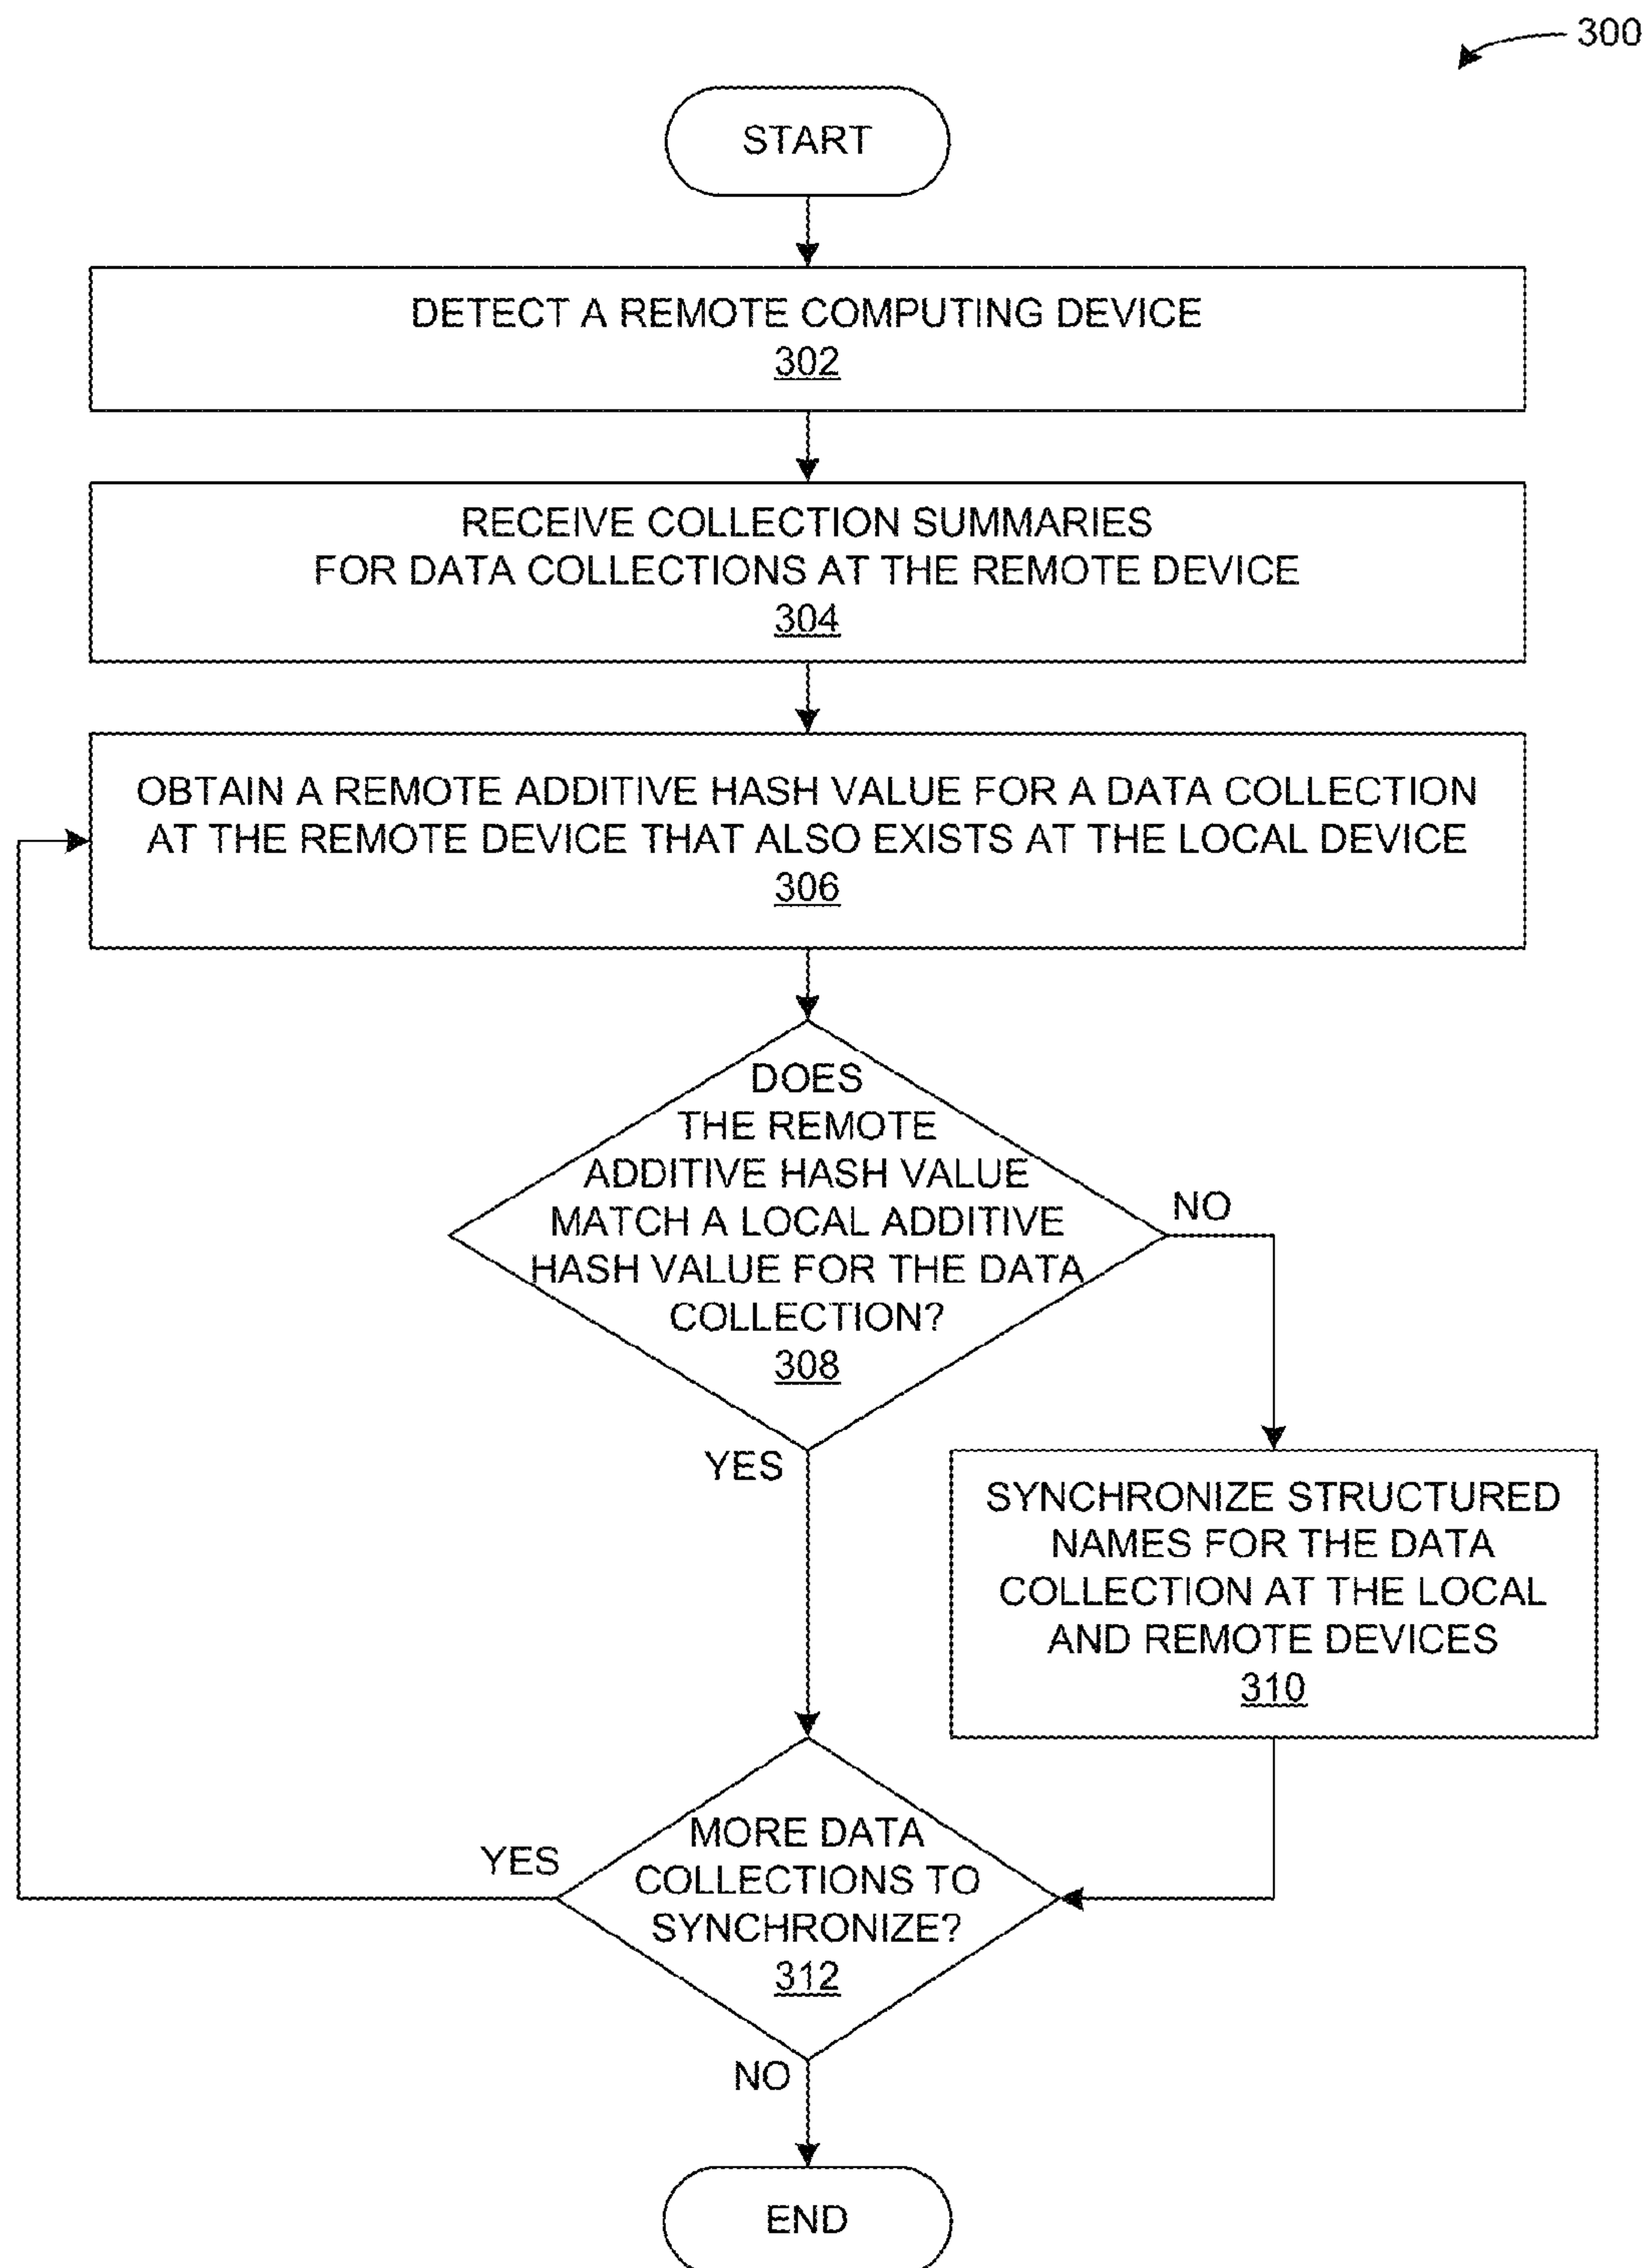 300
START
DETECT A REMOTE COMPUTING DEVICE
302
RECEIVE COLLECTION SUMMARIES
FOR DATA COLLECTIONS AT THE REMOTE DEVICE
304
OBTAIN A REMOTE ADDITIVE HASH VALUE FOR A DATA COLLECTION
AT THE REMOTE DEVICE THAT ALSO EXISTS AT THE LOCAL DEVICE
306
DOES
THE REMOTE
ADDITIVE HASH VALUE
MATCH A LOCAL ADDITIVE
HASH VALUE FOR THE DATA
COLLECTION?
308
NO
YES
SYNCHRONIZE STRUCTURED
NAMES FOR THE DATA
COLLECTION AT THE LOCAL
AND REMOTE DEVICES
310
MORE DATA
COLLECTIONS TO
SYNCHRONIZE?
312
YES
NO
END